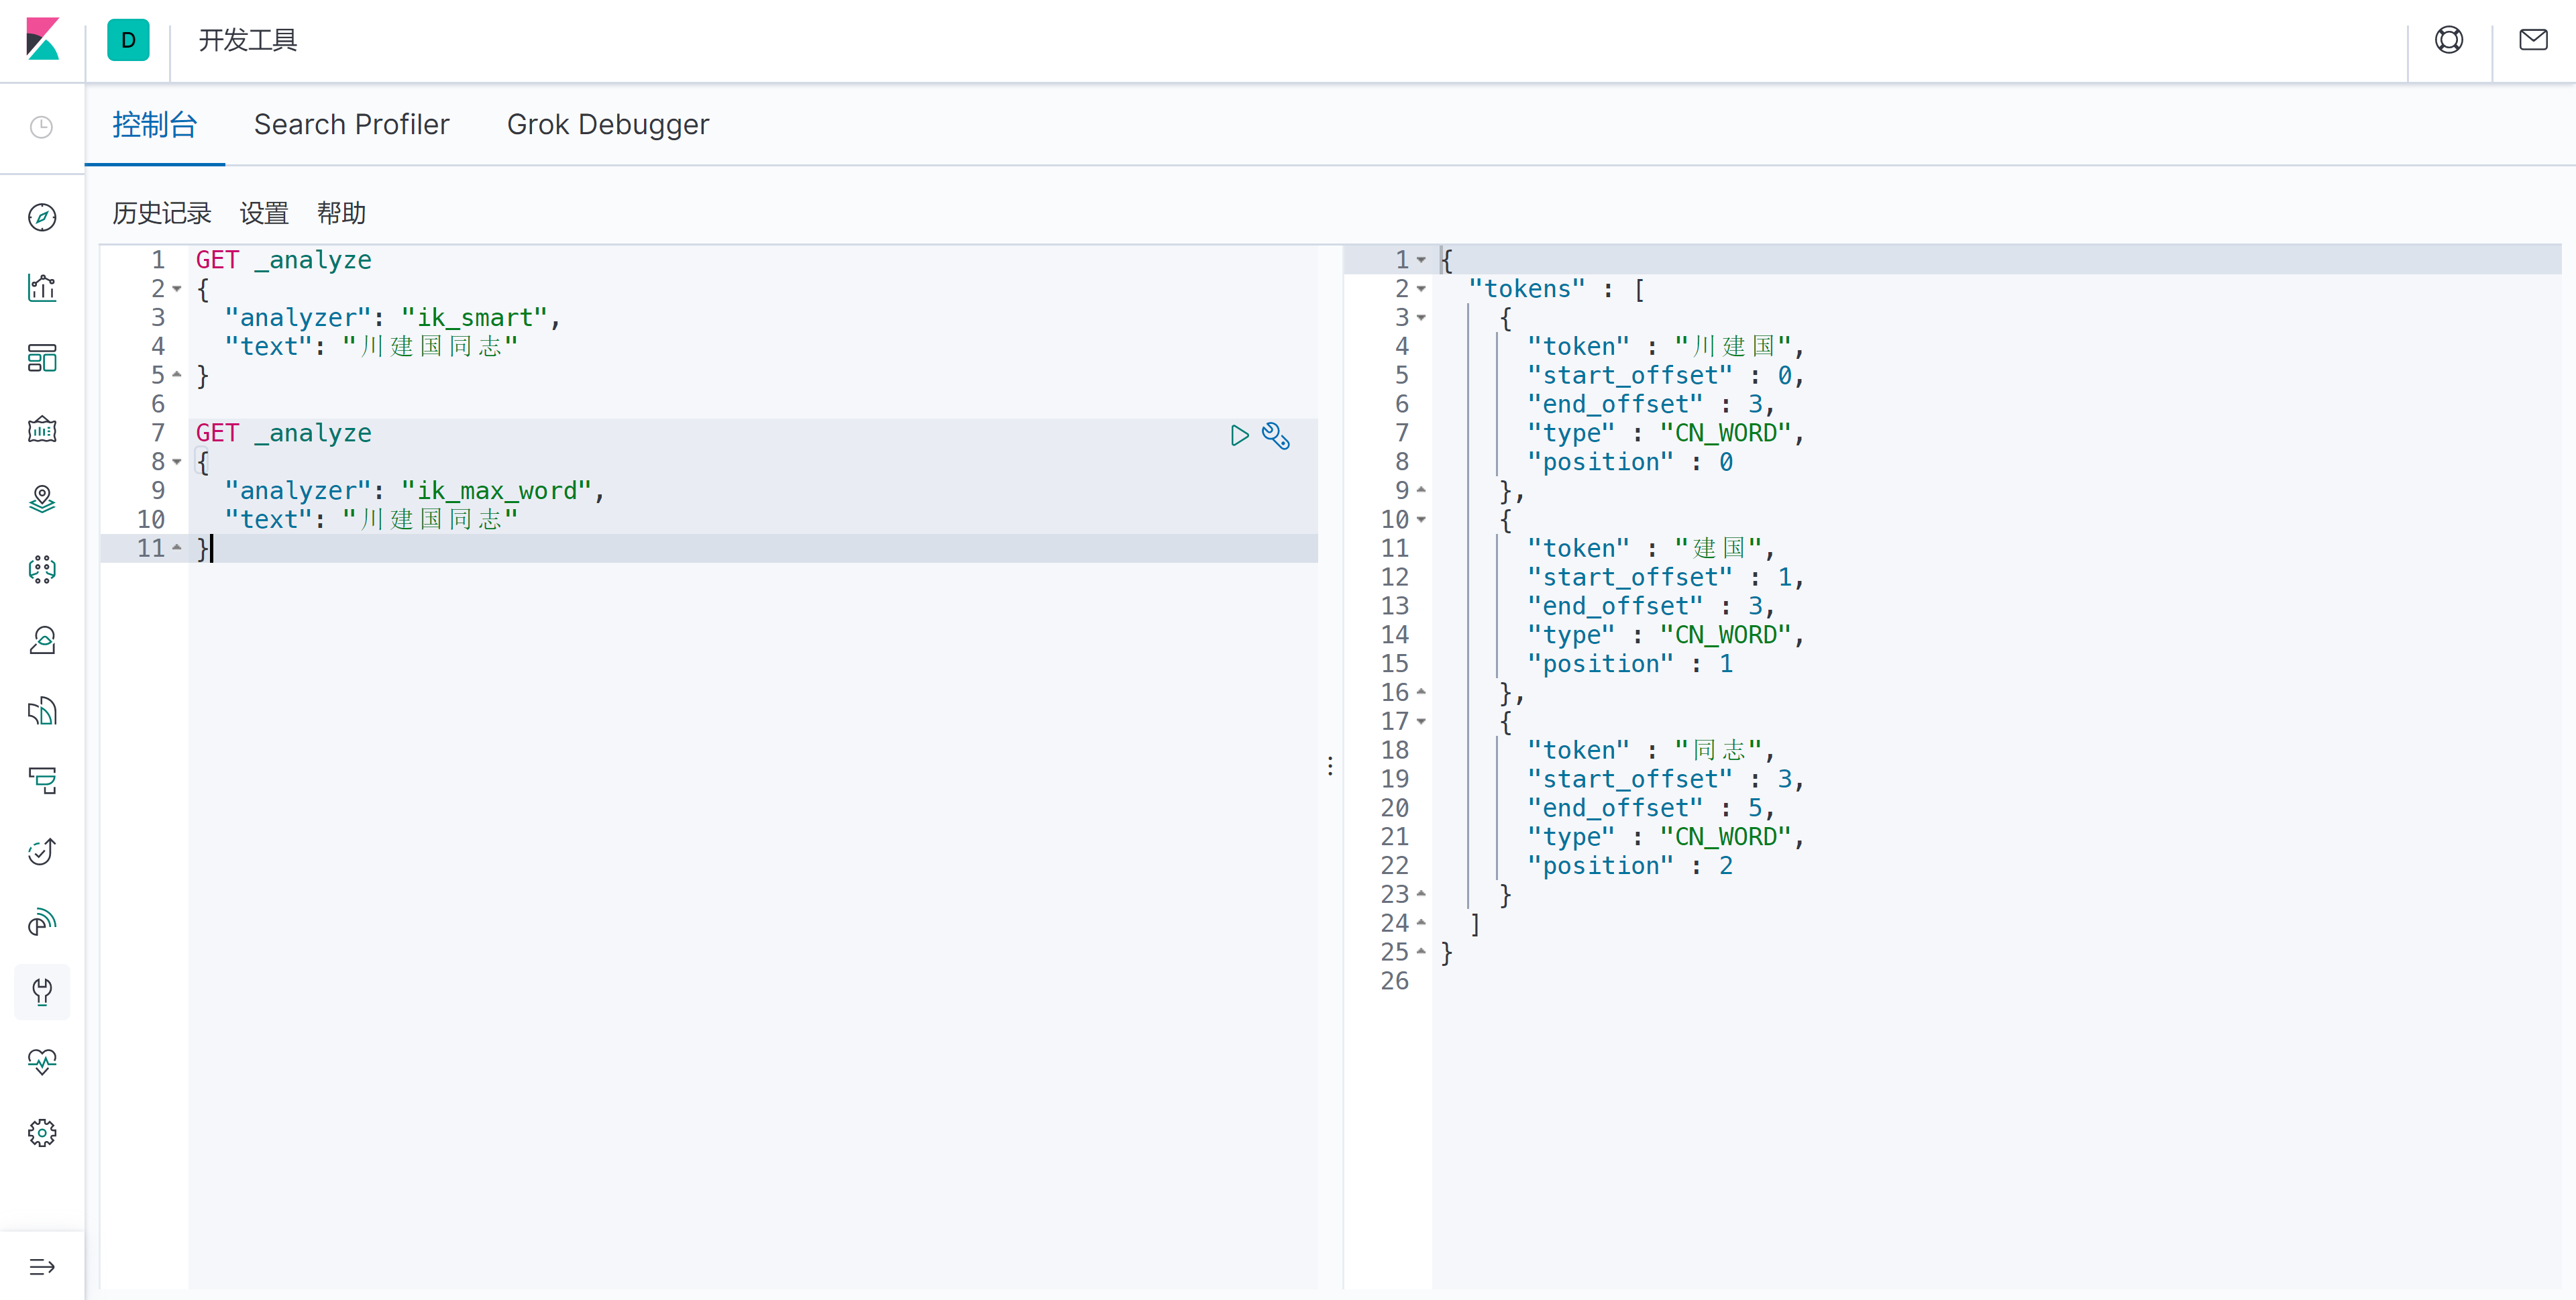 D
开发工具
控制台 Search Profiler Grok Debugger
历史记录 设置 帮助
1 GET _analyze
2 {
3 "analyzer": "ik_smart",
4 "text": "川建国同志"
5 }
6
7 GET _analyze
8 {
9 "analyzer": "ik_max_word",
10 "text": "川建国同志"
11 }
1 {
2 "tokens" : [
3 {
4 "token" : "川建国",
5 "start_offset" : 0,
6 "end_offset" : 3,
7 "type" : "CN_WORD",
8 "position" : 0
9 },
10 {
11 "token" : "建国",
12 "start_offset" : 1,
13 "end_offset" : 3,
14 "type" : "CN_WORD",
15 "position" : 1
16 },
17 {
18 "token" : "同志",
19 "start_offset" : 3,
20 "end_offset" : 5,
21 "type" : "CN_WORD",
22 "position" : 2
23 }
24 ]
25 }
26